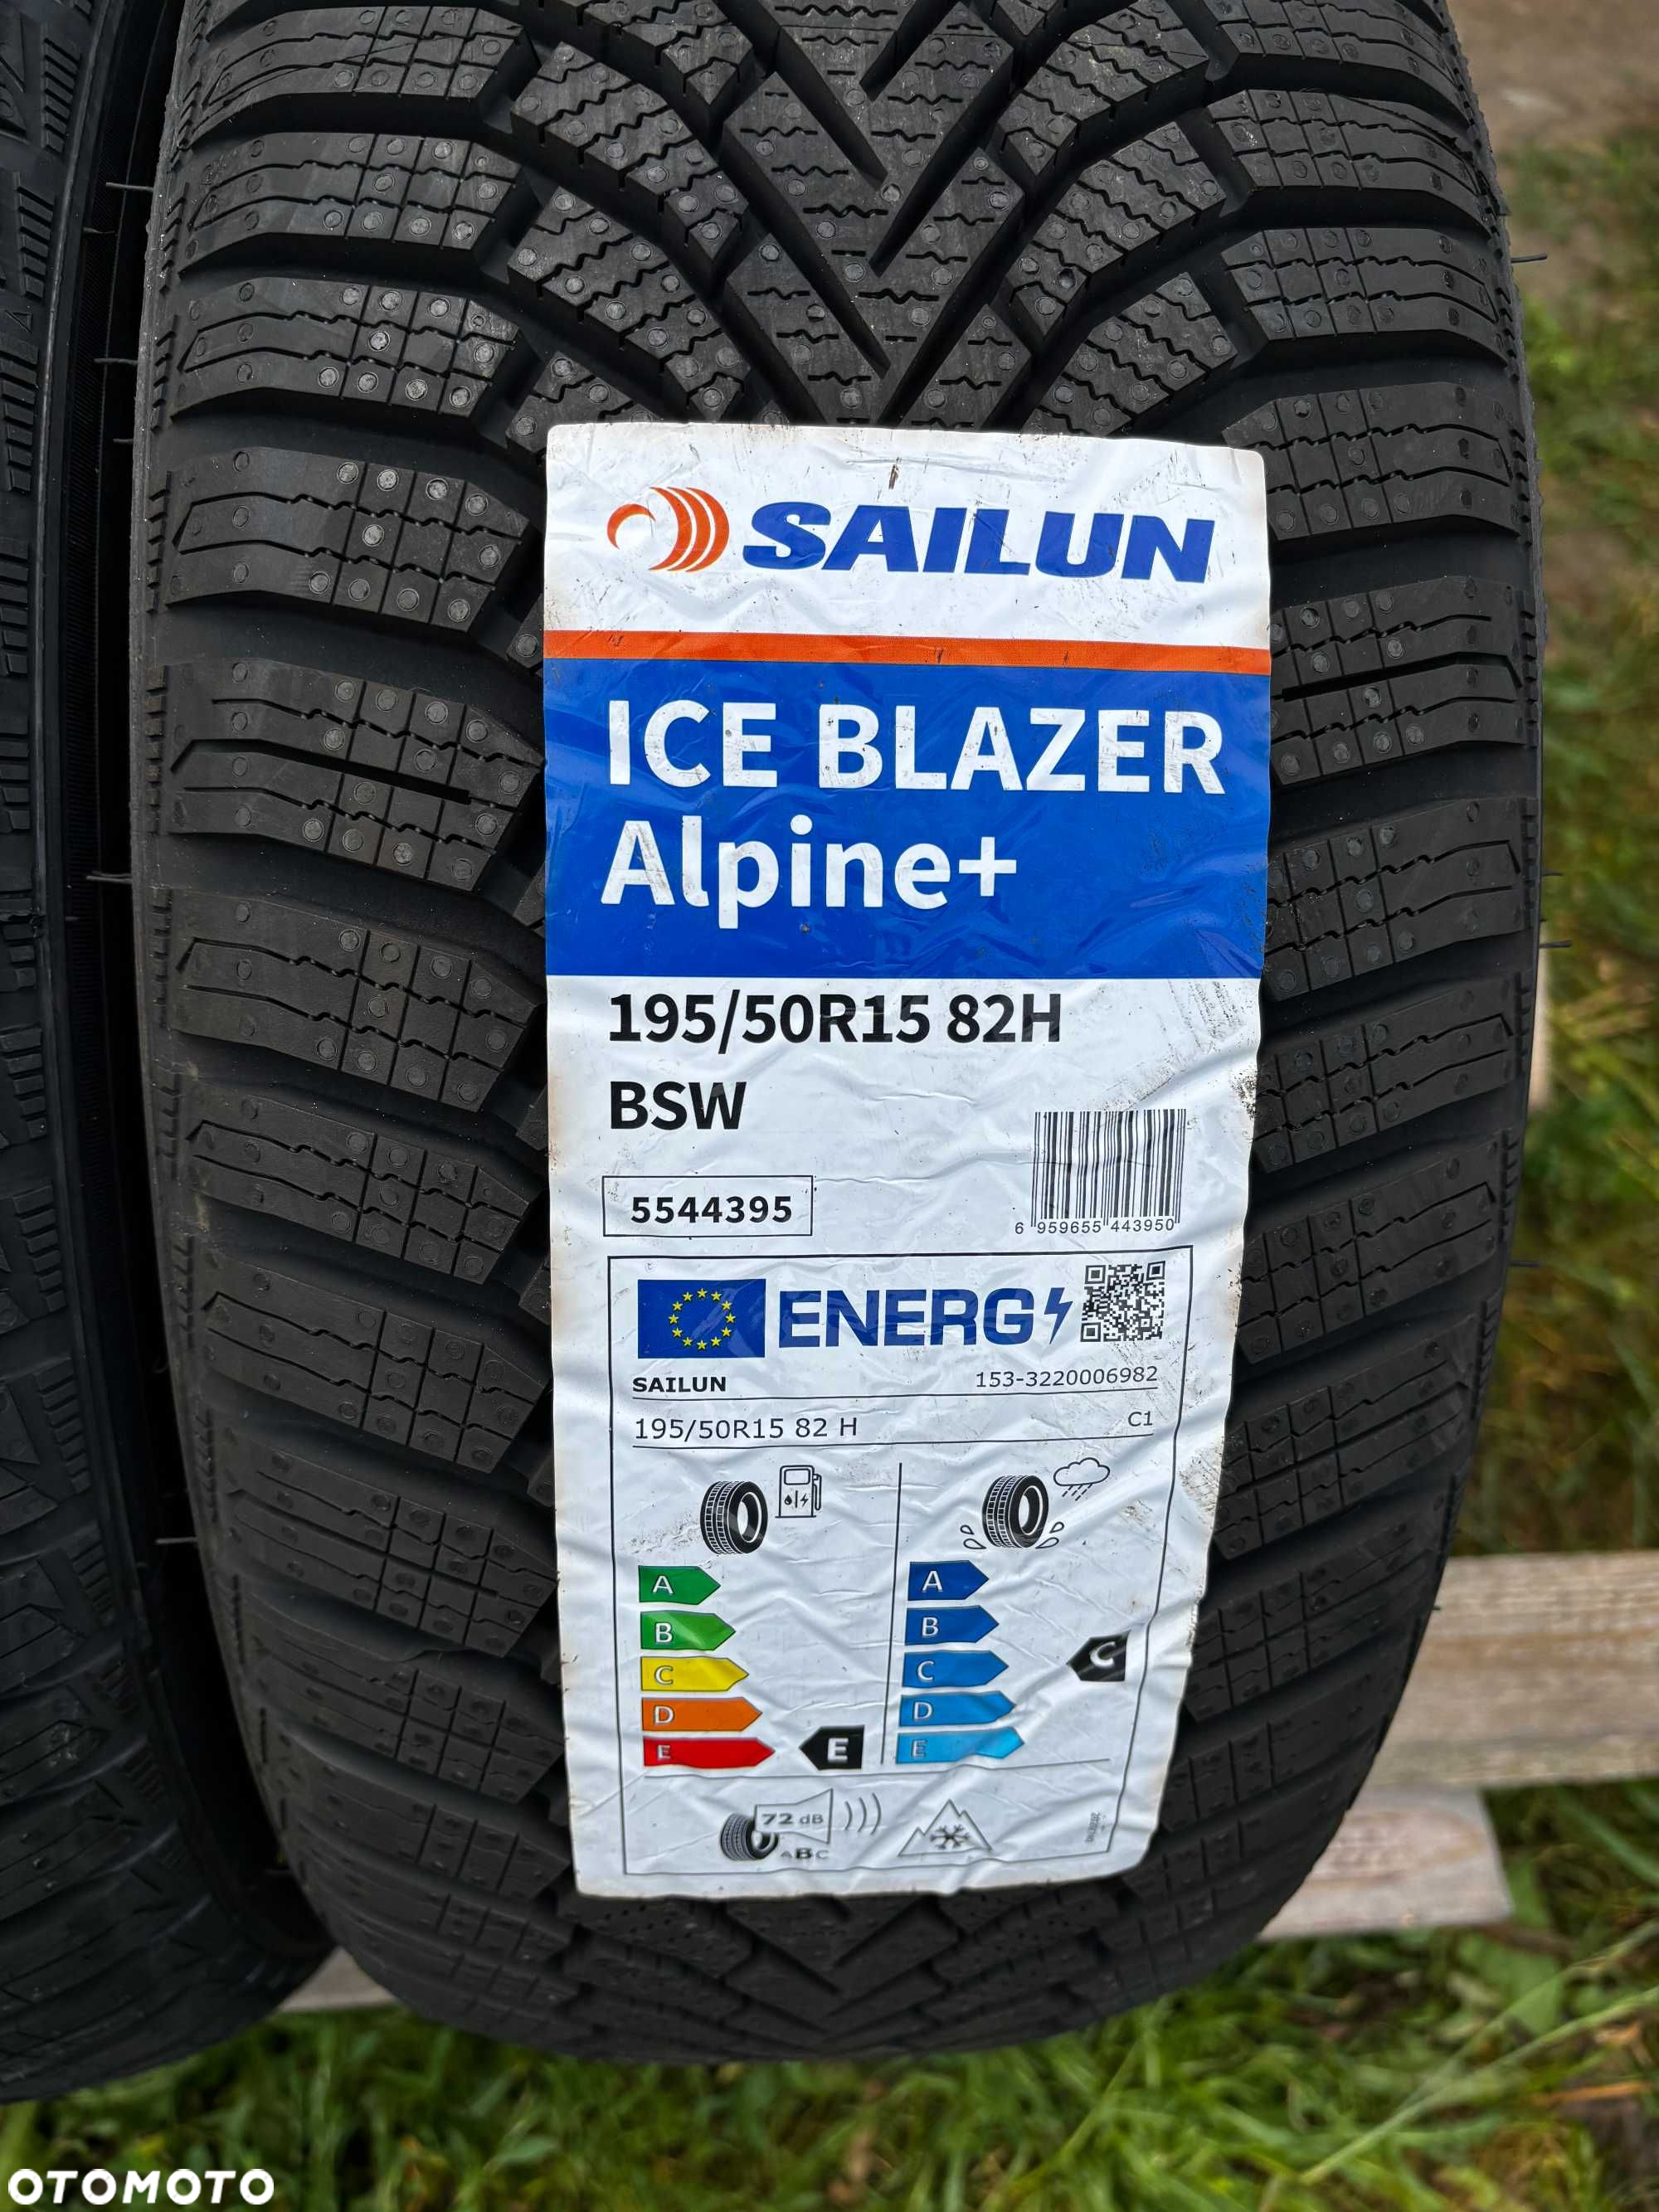 SAILUN
ICE BLAZER
Alpine+
195/50R15 82H
BSW
5544395
6 959655 443950
ENERG
SAILUN 153-3220006982
195/50R15 82 H C1
A A
B B
C C C
D D
E E E
72 dB
ABC
OTOMOTO